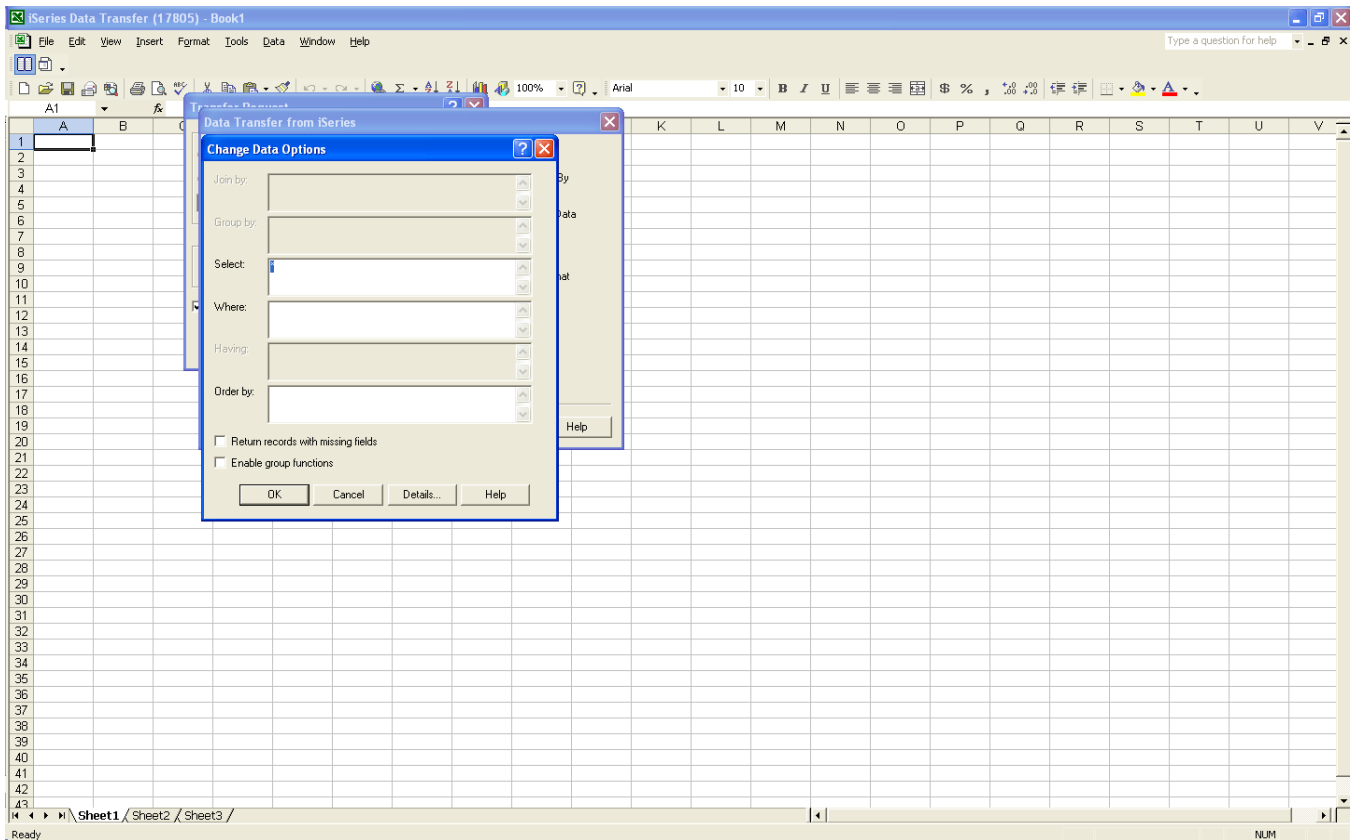 iSeries Data Transfer (17805) - Book1
File Edit View Insert Format Tools Data Window Help
Type a question for help
100% Arial 10 B I U $ % ,
A1 fx
Transfer Request
Data Transfer from iSeries
Change Data Options
A B C K L M N O P Q R S T U V
Join by:
By
Data
Group by:
Select: *
Where:
Having:
Order by:
Help
Return records with missing fields
Enable group functions
OK Cancel Details... Help
1
2
3
4
5
6
7
8
9
10
11
12
13
14
15
16
17
18
19
20
21
22
23
24
25
26
27
28
29
30
31
32
33
34
35
36
37
38
39
40
41
42
43
Sheet1 / Sheet2 / Sheet3 /
Ready NUM